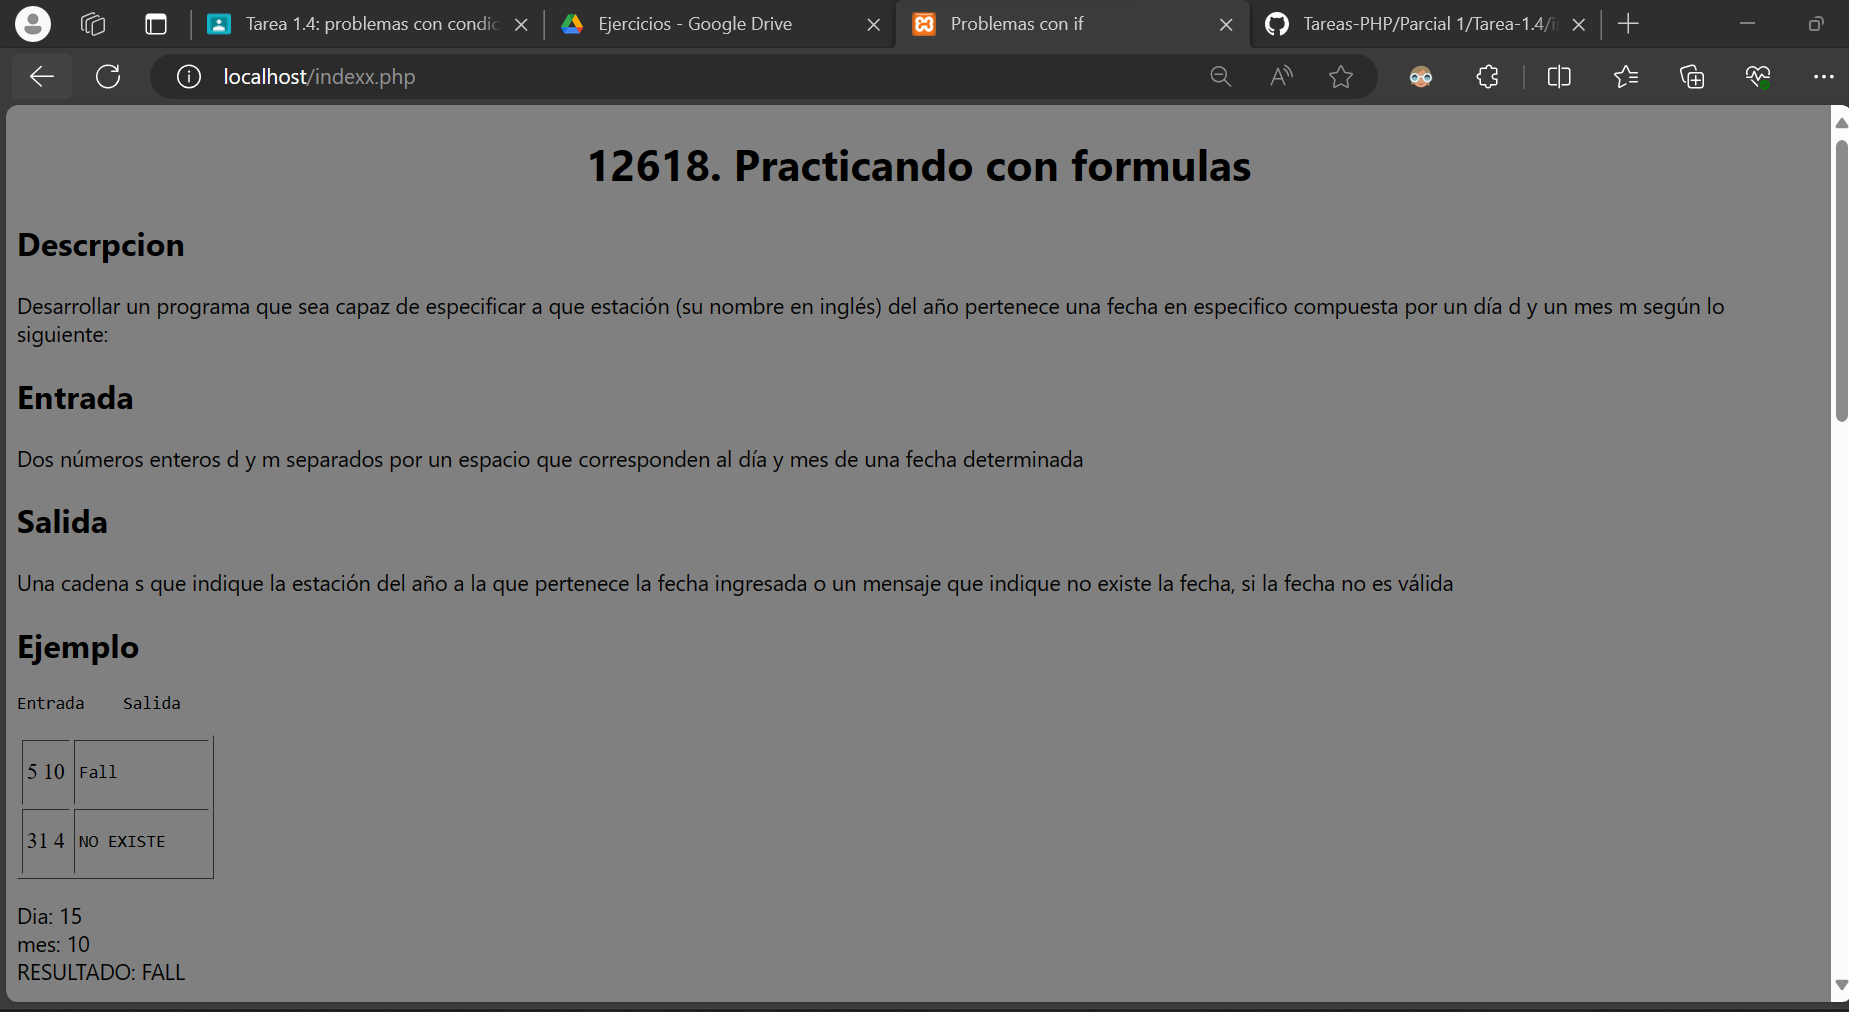 Tarea 1.4: problemas con condic
Ejercicios - Google Drive
Problemas con if
Tareas-PHP/Parcial 1/Tarea-1.4/i
localhost/indexx.php
12618. Practicando con formulas
Descrpcion
Desarrollar un programa que sea capaz de especificar a que estación (su nombre en inglés) del año pertenece una fecha en especifico compuesta por un día d y un mes m según lo
siguiente:
Entrada
Dos números enteros d y m separados por un espacio que corresponden al día y mes de una fecha determinada
Salida
Una cadena s que indique la estación del año a la que pertenece la fecha ingresada o un mensaje que indique no existe la fecha, si la fecha no es válida
Ejemplo
Entrada Salida
5 10 Fall
31 4 NO EXISTE
Dia: 15
mes: 10
RESULTADO: FALL